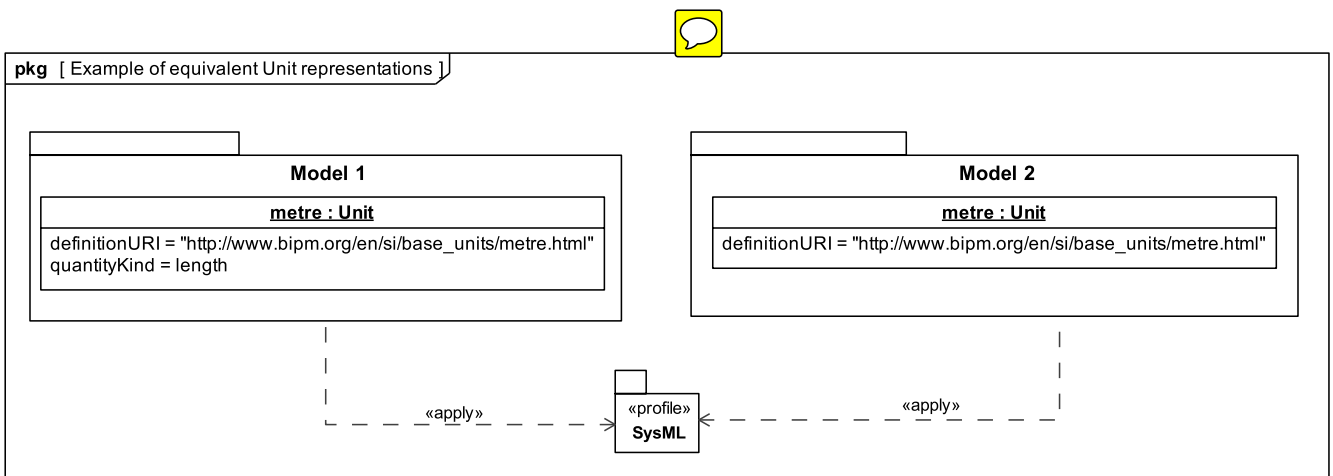 pkg [ Example of equivalent Unit representations ]
Model 1
metre : Unit
definitionURI = "http://www.bipm.org/en/si/base_units/metre.html"
quantityKind = length
Model 2
metre : Unit
definitionURI = "http://www.bipm.org/en/si/base_units/metre.html"
«apply»
«profile»
SysML
«apply»